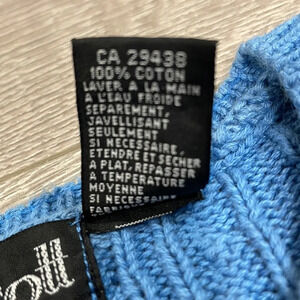 CA 29438
100% COTON
LAVER A LA MAIN
A L'EAU FROIDE
SEPAREMENT,
JAVELLISANT
SEULEMENT
SI NECESSAIRE,
ETENDRE ET SECHER
A PLAT, REPASSER
A TEMPERATURE
MOYENNE
SI NECESSAIRE.